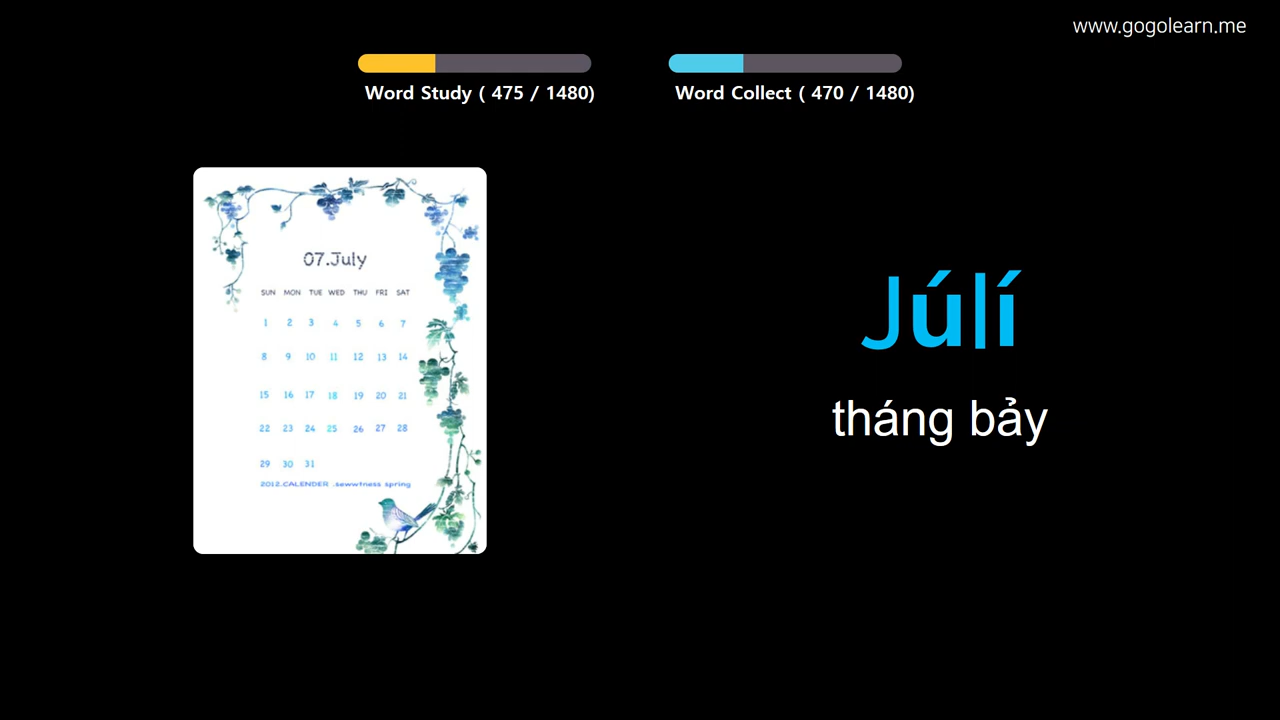 www.gogolearn.me
Word Study ( 475 / 1480)
Word Collect ( 470 / 1480)
07.July
SUN MON TUE WED THU FRI SAT
1 2 3 4 5 6 7
8 9 10 11 12 13 14
15 16 17 18 19 20 21
22 23 24 25 26 27 28
29 30 31
2012.CALENDER .sewwtness spring
Júlí
tháng bảy